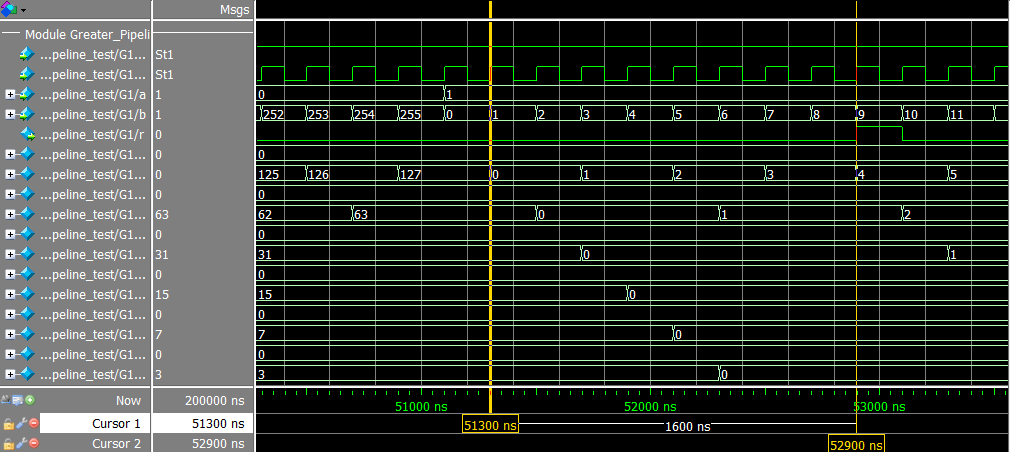 Msgs
Module Greater_Pipeli
...peline_test/G1... St1
...peline_test/G1... St1
...peline_test/G1/a 1 0 1
...peline_test/G1/b 1 252 253 254 255 0 1 2 3 4 5 6 7 8 9 10 11
...peline_test/G1/r 0
...peline_test/G1... 0 0
...peline_test/G1... 0 125 126 127 0 1 2 3 4 5
...peline_test/G1... 0 0
...peline_test/G1... 63 62 63 0 1 2
...peline_test/G1... 0 0
...peline_test/G1... 31 31 0 1
...peline_test/G1... 0 0
...peline_test/G1... 15 15 0
...peline_test/G1... 0 0
...peline_test/G1... 7 7 0
...peline_test/G1... 0 0
...peline_test/G1... 3 3 0
Now 200000 ns 51000 ns 52000 ns 53000 ns
Cursor 1 51300 ns 51300 ns 1600 ns
Cursor 2 52900 ns 52900 ns